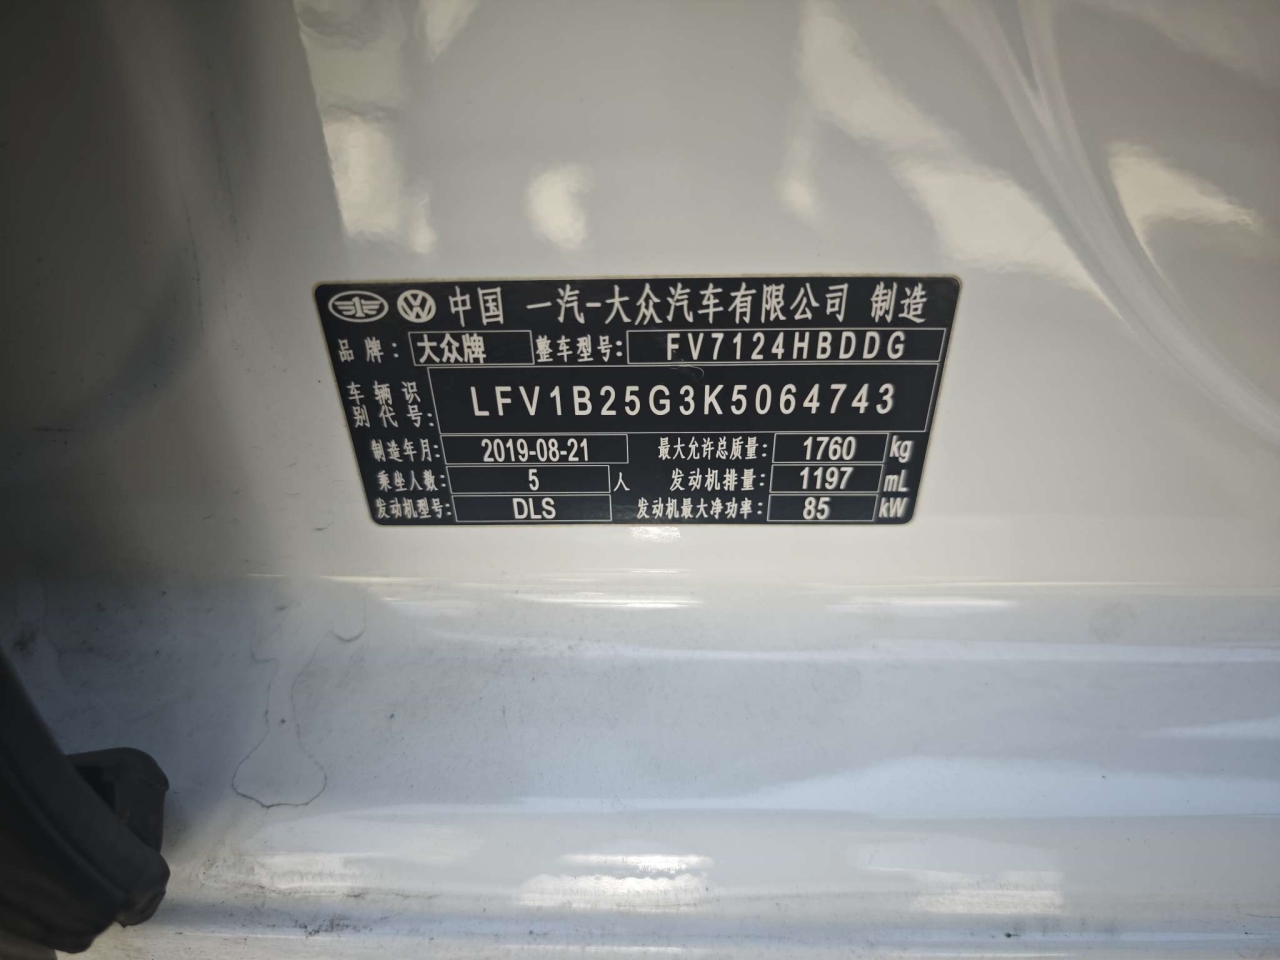 中国 一汽-大众汽车有限公司 制造
品牌: 大众牌 整车型号: FV7124HBDDG
车辆识别代号: LFV1B25G3K5064743
制造年月: 2019-08-21 最大允许总质量: 1760 kg
乘坐人数: 5 人 发动机排量: 1197 mL
发动机型号: DLS 发动机最大净功率: 85 kW